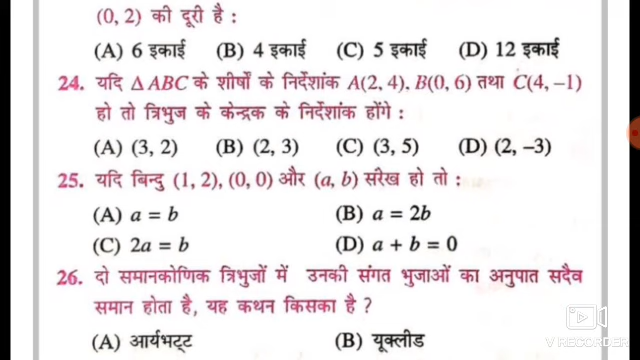 (0, 2) की दूरी है :
(A) 6 इकाई (B) 4 इकाई (C) 5 इकाई (D) 12 इकाई
24. यदि △ABC के शीर्षों के निर्देशांक A(2, 4), B(0, 6) तथा C(4, –1)
हो तो त्रिभुज के केन्द्रक के निर्देशांक होंगे :
(A) (3, 2) (B) (2, 3) (C) (3, 5) (D) (2, –3)
25. यदि बिन्दु (1, 2), (0, 0) और (a, b) सरेख हो तो :
(A) a = b (B) a = 2b
(C) 2a = b (D) a + b = 0
26. दो समानकोणिक त्रिभुजों में उनकी संगत भुजाओं का अनुपात सदैव
समान होता है, यह कथन किसका है ?
(A) आर्यभट्ट (B) यूक्लीड
V RECORDER